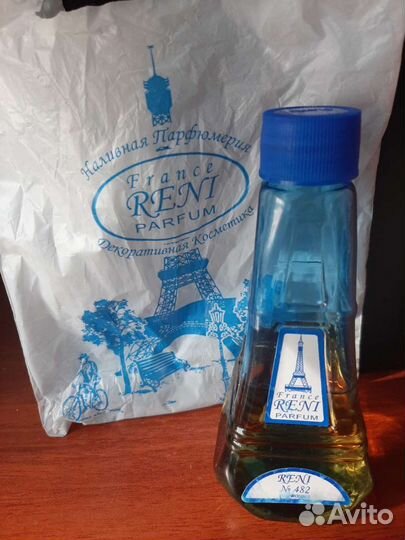 Наливная Парфюмерия
France
RENI
PARFUM
Декоративная Косметика
France
RENI
PARFUM
RENI
№ 482
Avito